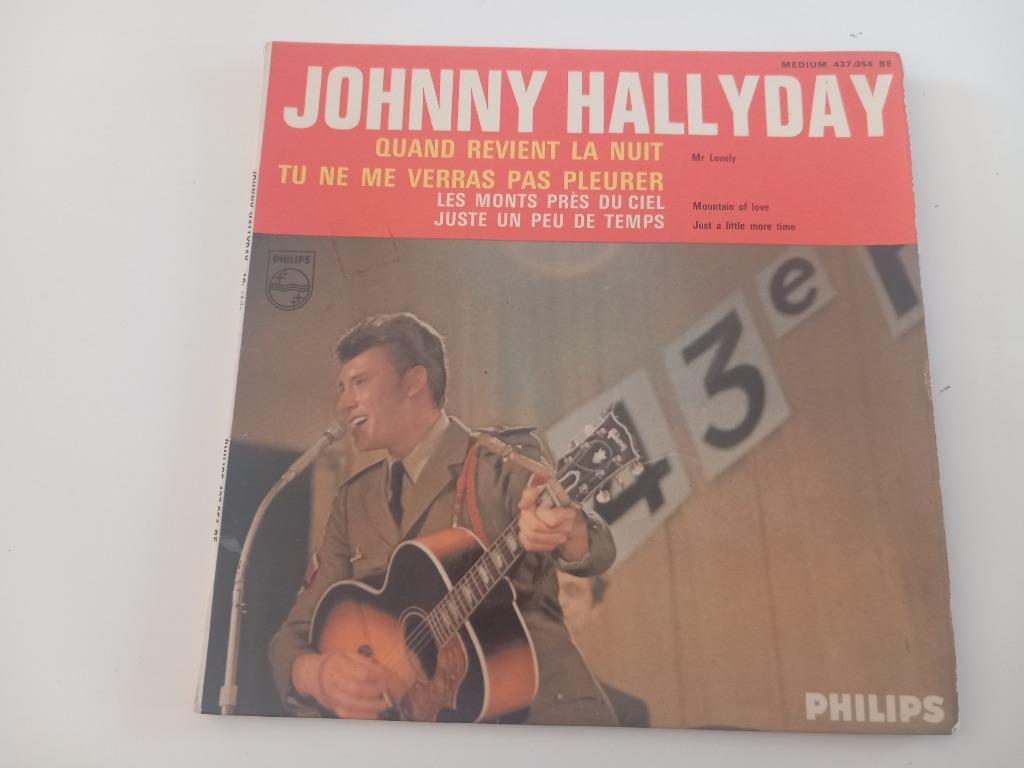 MEDIUM 437.054 BE
JOHNNY HALLYDAY
QUAND REVIENT LA NUIT Mr Lonely
TU NE ME VERRAS PAS PLEURER
LES MONTS PRÈS DU CIEL Mountain of love
JUSTE UN PEU DE TEMPS Just a little more time
PHILIPS
43e
PHILIPS